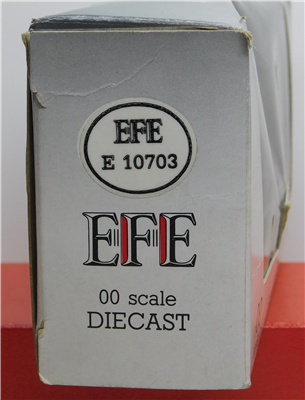 EFE
E 10703
EFE
00 scale
DIECAST